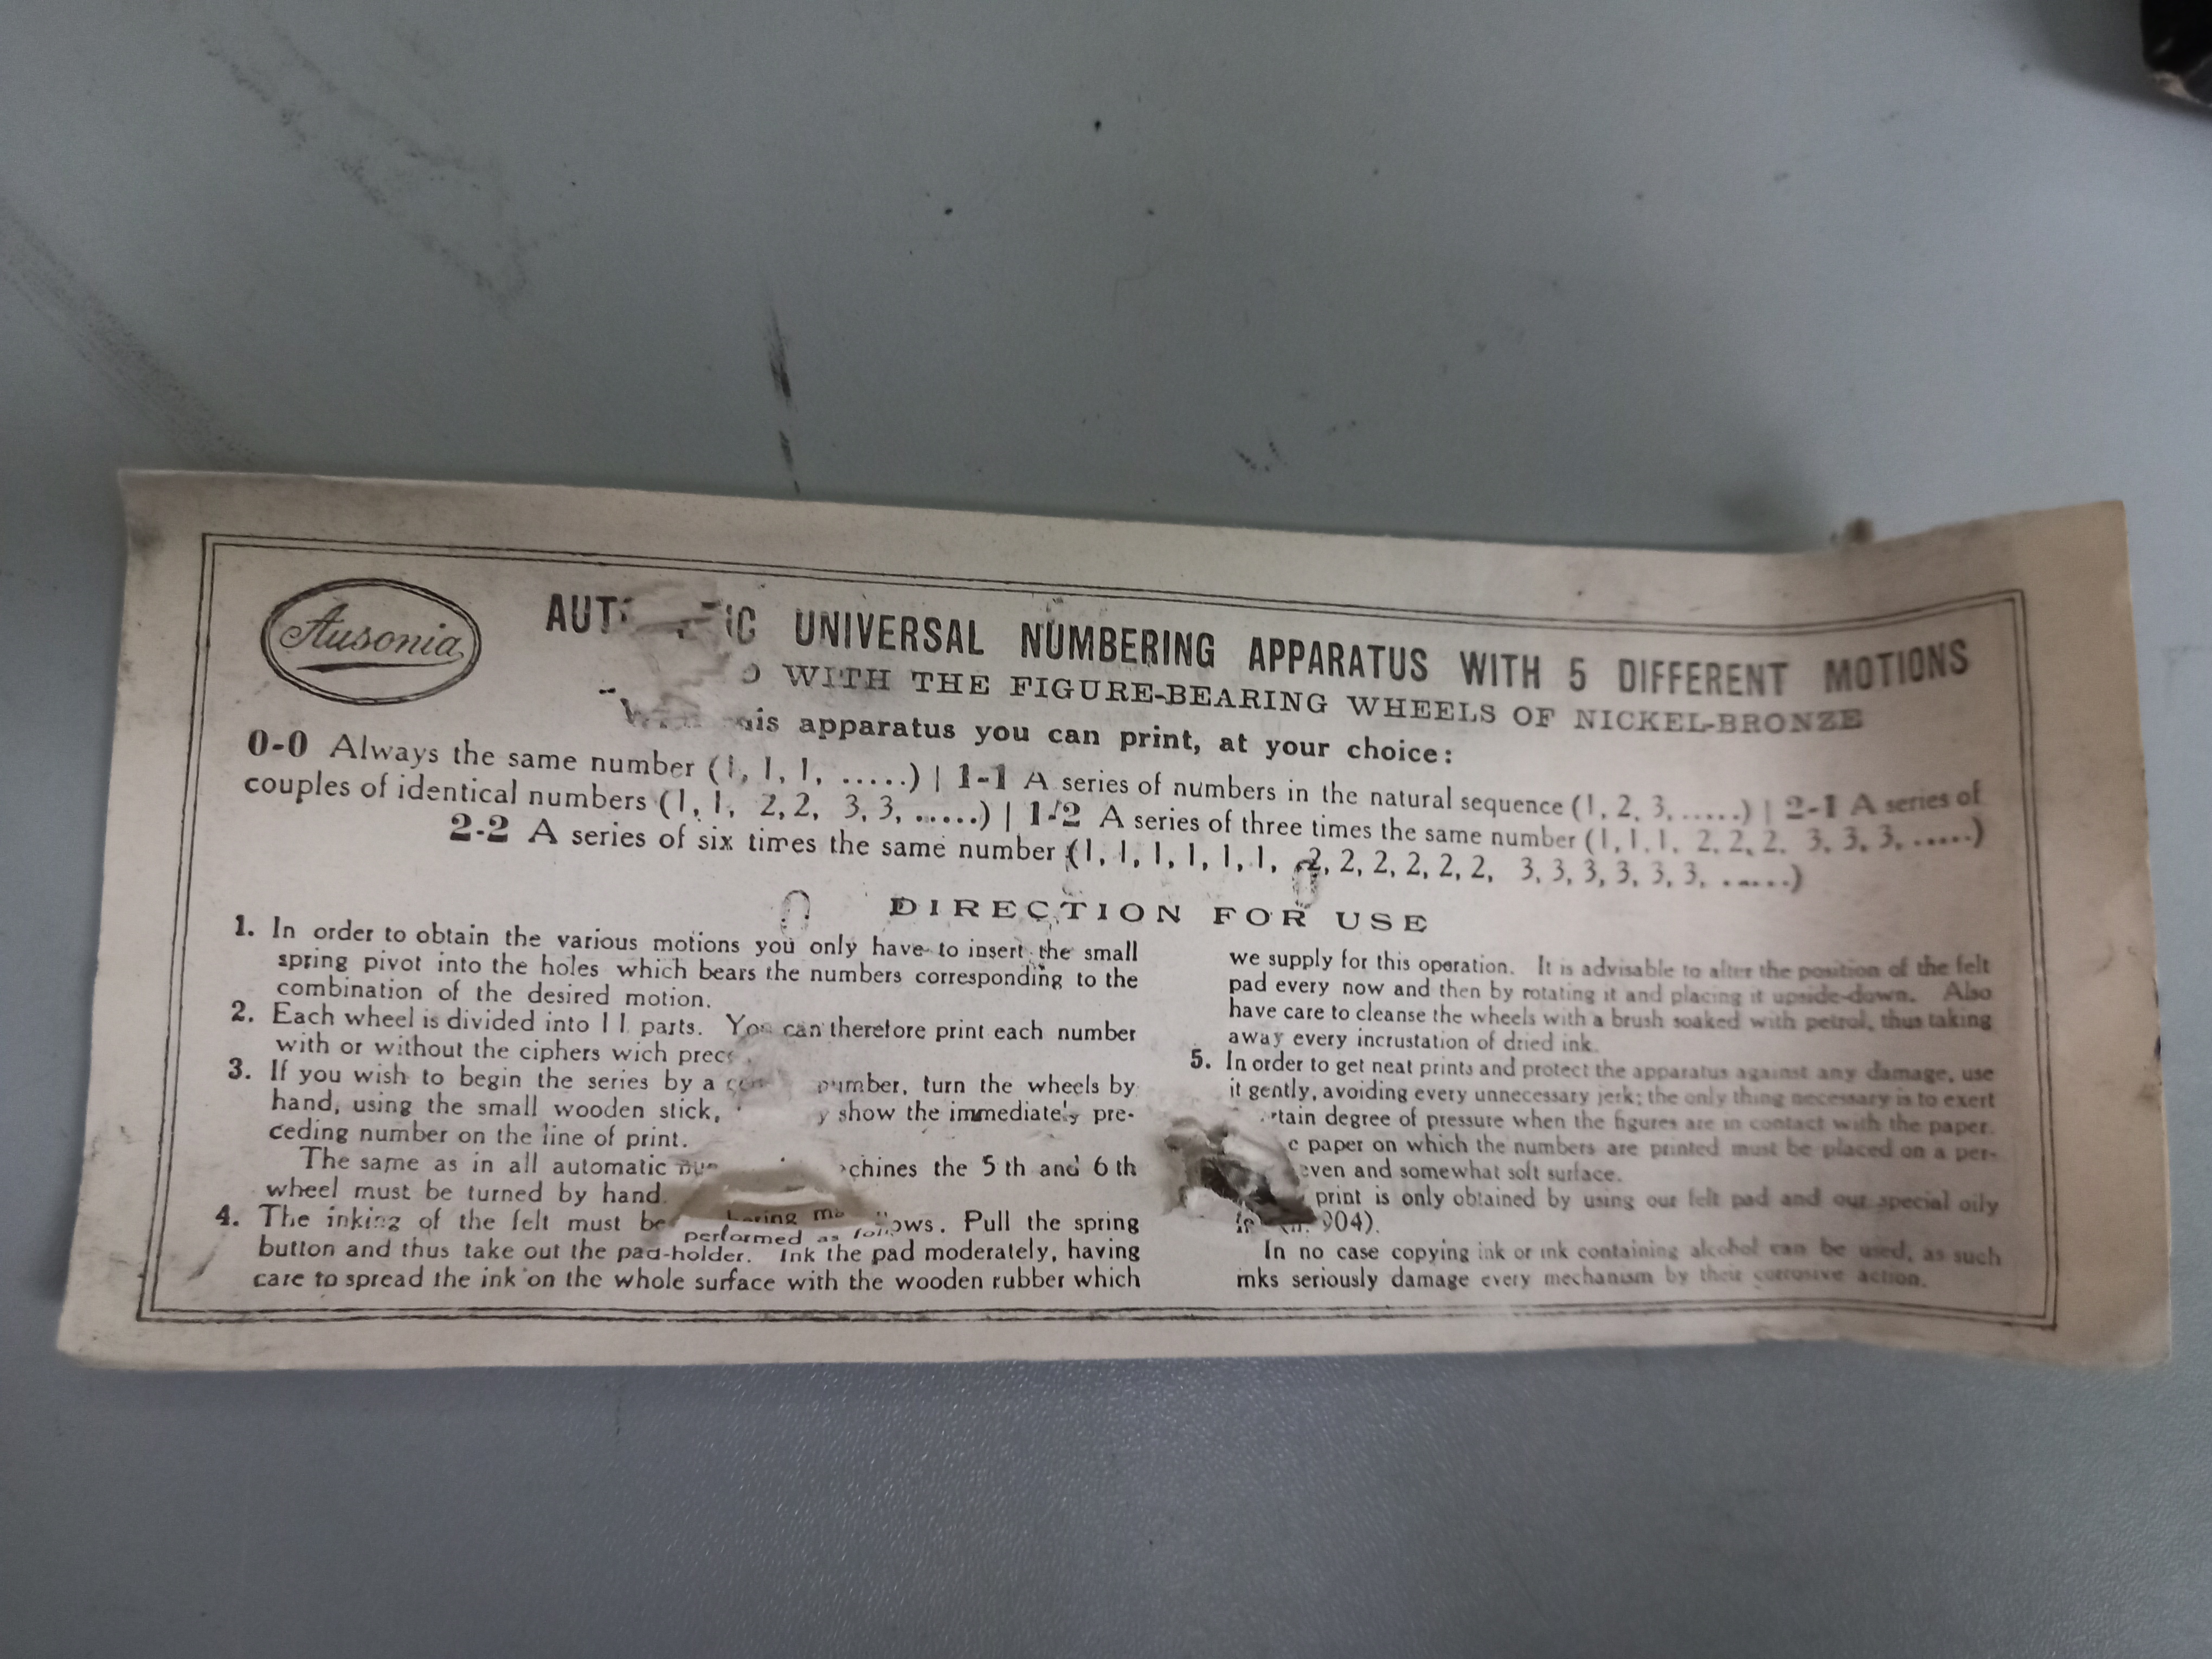 Ausonia
UNIVERSAL NUMBERING APPARATUS WITH 5 DIFFERENT MOTIONS
WITH THE FIGURE-BEARING WHEELS OF NICKEL-BRONZE
apparatus you can print, at your choice:
0-0 Always the same number (1, 1, 1, .....) | 1-1 A series of numbers in the natural sequence (1, 2, 3, ......) | 2-1 A series of
couples of identical numbers (1, 1, 2, 2, 3, 3, ......) | 1-2 A series of three times the same number (1, 1, 1, 2, 2, 2, 3, 3, 3, ......)
2-2 A series of six times the same number (1, 1, 1, 1, 1, 1, 2, 2, 2, 2, 2, 2, 3, 3, 3, 3, 3, 3, ......)
DIRECTION FOR USE
1. In order to obtain the various motions you only have to insert the small
spring pivot into the holes which bears the numbers corresponding to the
combination of the desired motion.
2. Each wheel is divided into 11 parts. You can therefore print each number
with or without the ciphers wich
3. If you wish to begin the series by a number, turn the wheels by
hand, using the small wooden stick, show the immediately pre-
ceding number on the line of print.
The same as in all automatic the 5 th and 6 th
wheel must be turned by hand.
4. The inking of the felt must be performed as follows. Pull the spring
button and thus take out the pad-holder. Ink the pad moderately, having
care to spread the ink on the whole surface with the wooden rubber which
we supply for this operation. It is advisable to alter the position of the felt
pad every now and then by rotating it and placing it upside-down. Also
have care to cleanse the wheels with a brush soaked with petrol, thus taking
away every incrustation of dried ink.
5. In order to get neat prints and protect the apparatus against any damage, use
it gently, avoiding every unnecessary jerk; the only thing necessary is to exert
degree of pressure when the figures are in contact with the paper.
paper on which the numbers are printed must be placed on a per-
even and somewhat soft surface.
print is only obtained by using our felt pad and our special oily
904).
In no case copying ink or ink containing alcohol can be used, as such
inks seriously damage every mechanism by their corrosive action.